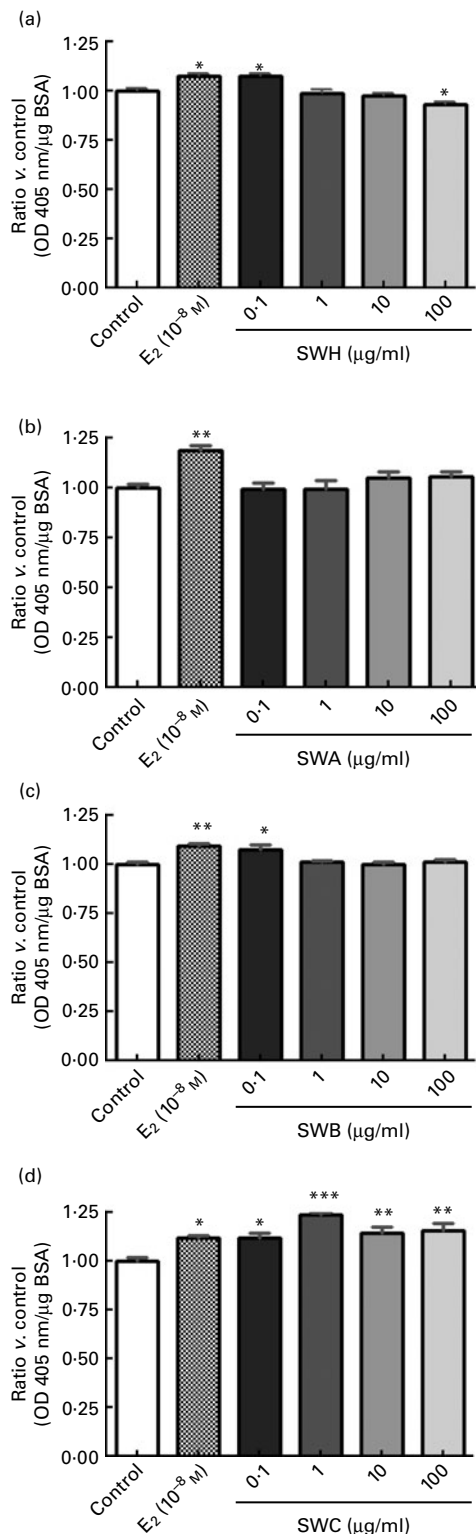 (a)
Ratio v. control
(OD 405 nm/µg BSA)
1·25
1·00
0·75
0·50
0·25
0·00
*
*
*
Control
E₂ (10⁻⁸ M)
0·1
1
10
100
SWH (µg/ml)
(b)
Ratio v. control
(OD 405 nm/µg BSA)
1·25
1·00
0·75
0·50
0·25
0·00
**
Control
E₂ (10⁻⁸ M)
0·1
1
10
100
SWA (µg/ml)
(c)
Ratio v. control
(OD 405 nm/µg BSA)
1·25
1·00
0·75
0·50
0·25
0·00
**
*
Control
E₂ (10⁻⁸ M)
0·1
1
10
100
SWB (µg/ml)
(d)
Ratio v. control
(OD 405 nm/µg BSA)
1·25
1·00
0·75
0·50
0·25
0·00
*
*
***
**
**
Control
E₂ (10⁻⁸ M)
0·1
1
10
100
SWC (µg/ml)